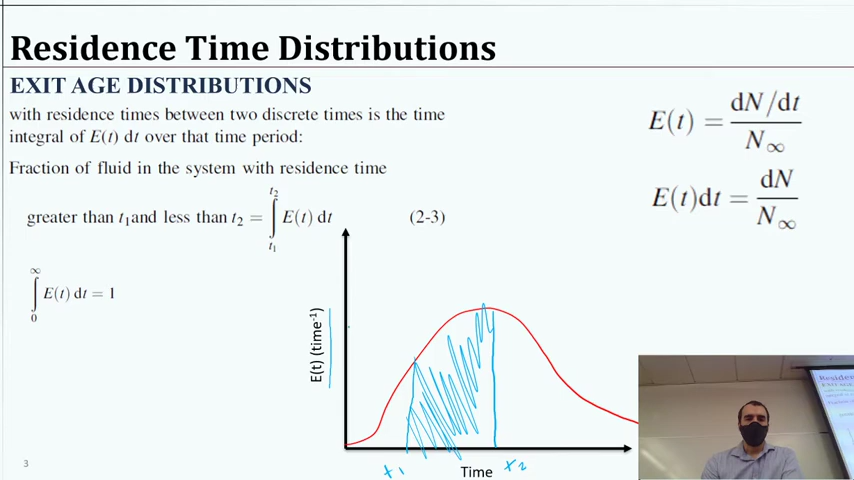 Residence Time Distributions
EXIT AGE DISTRIBUTIONS
with residence times between two discrete times is the time
integral of E(t) dt over that time period:
Fraction of fluid in the system with residence time
greater than t₁and less than t₂ = ∫_{t₁}^{t₂} E(t) dt (2-3)
∫_{0}^{∞} E(t) dt = 1
E(t) = dN/dt / N∞
E(t)dt = dN / N∞
E(t) (time⁻¹)
t₁
Time
t₂
3